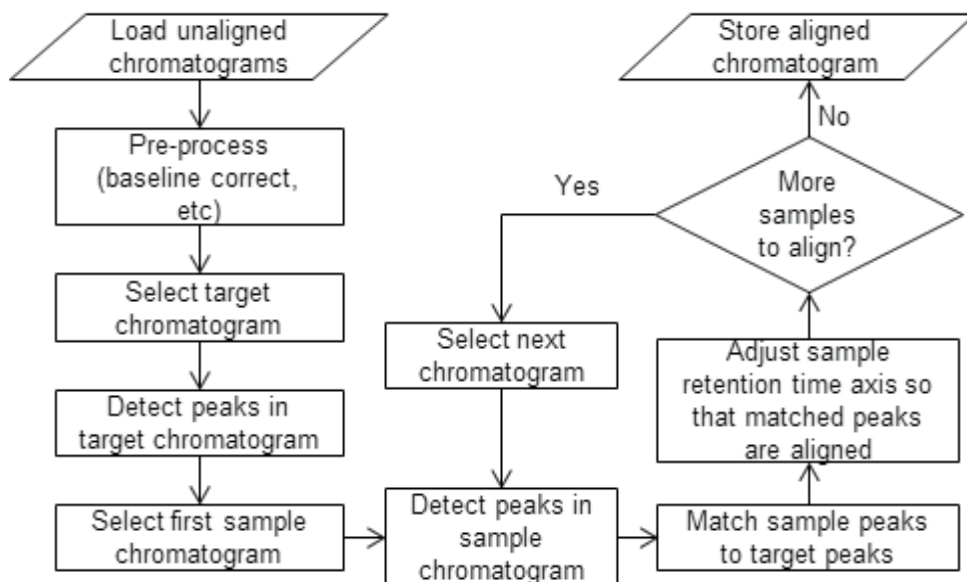 Load unaligned
chromatograms
Pre-process
(baseline correct,
etc)
Select target
chromatogram
Detect peaks in
target chromatogram
Select first sample
chromatogram
Detect peaks in
sample
chromatogram
Match sample peaks
to target peaks
Adjust sample
retention time axis so
that matched peaks
are aligned
More
samples
to align?
Yes
Select next
chromatogram
No
Store aligned
chromatogram